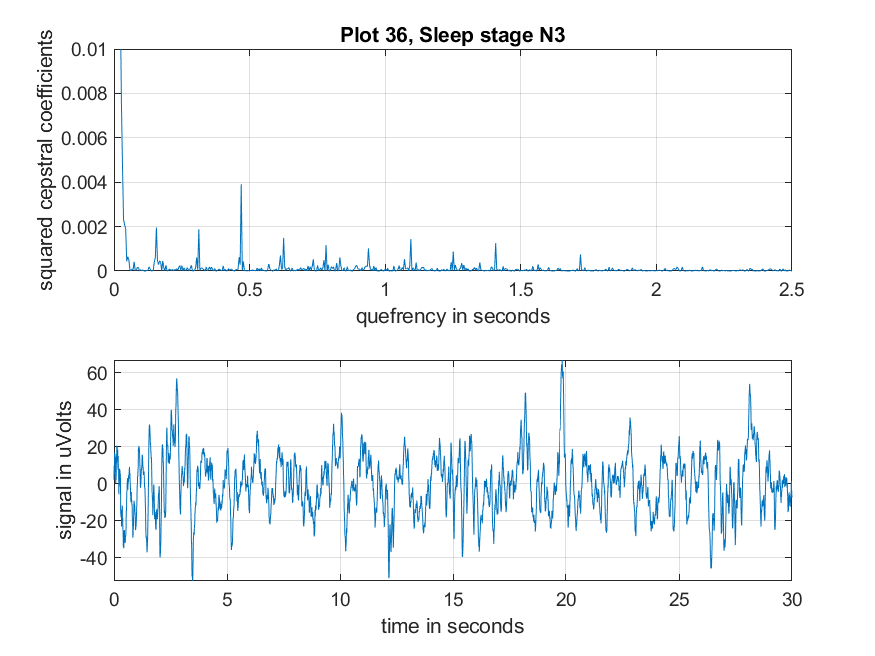 Plot 36, Sleep stage N3
squared cepstral coefficients
0.01
0.008
0.006
0.004
0.002
0
0 0.5 1 1.5 2 2.5
quefrency in seconds
signal in uVolts
60
40
20
0
-20
-40
0 5 10 15 20 25 30
time in seconds